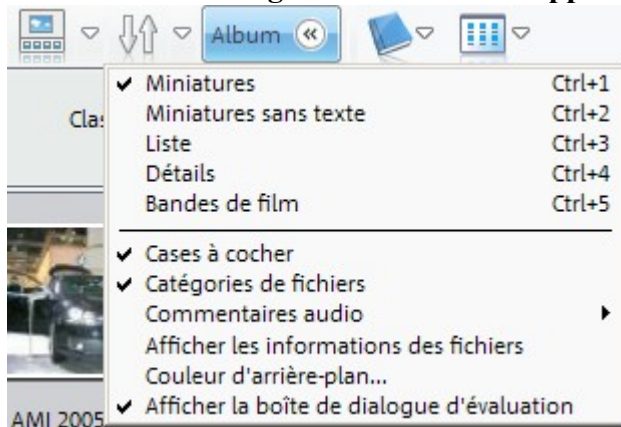 Album
Clas
Miniatures Ctrl+1
Miniatures sans texte Ctrl+2
Liste Ctrl+3
Détails Ctrl+4
Bandes de film Ctrl+5
Cases à cocher
Catégories de fichiers
Commentaires audio
Afficher les informations des fichiers
Couleur d'arrière-plan...
Afficher la boîte de dialogue d'évaluation
AMI 2005